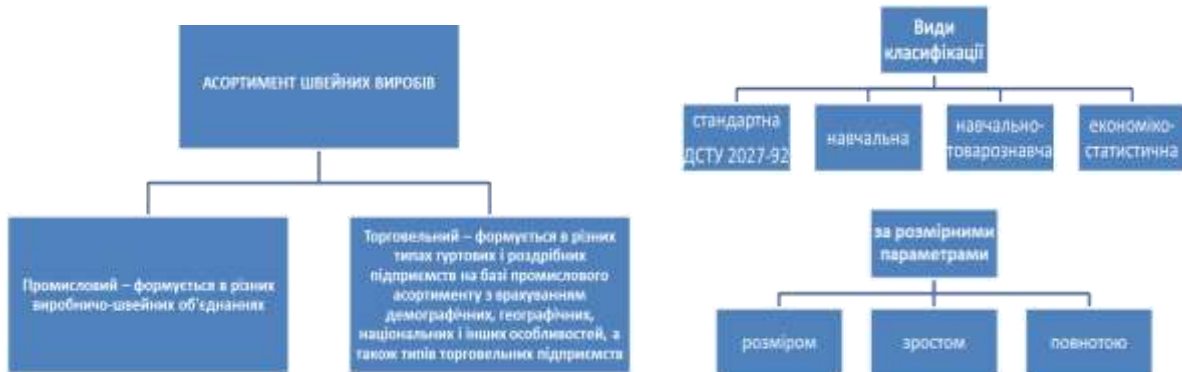 АСОРТИМЕНТ ШВЕЙНИХ ВИРОБІВ
Промисловий – формується в різних
виробничо-швейних об'єднаннях
Торговельний – формується в різних
типах гуртових і роздрібних
підприємств на базі промислового
асортименту з врахуванням
демографічних, географічних,
національних і інших особливостей, а
також типів торговельних підприємств
Види
класифікації
стандартна
ДСТУ 2027-92
навчальна
навчально-
товарознавча
економіко-
статистична
за розмірними
параметрами
розміром
зростом
повнотою